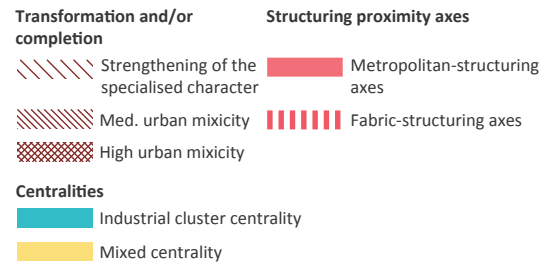 Transformation and/or
completion
Strengthening of the
specialised character
Med. urban mixicity
High urban mixicity
Centralities
Industrial cluster centrality
Mixed centrality
Structuring proximity axes
Metropolitan-structuring
axes
Fabric-structuring axes